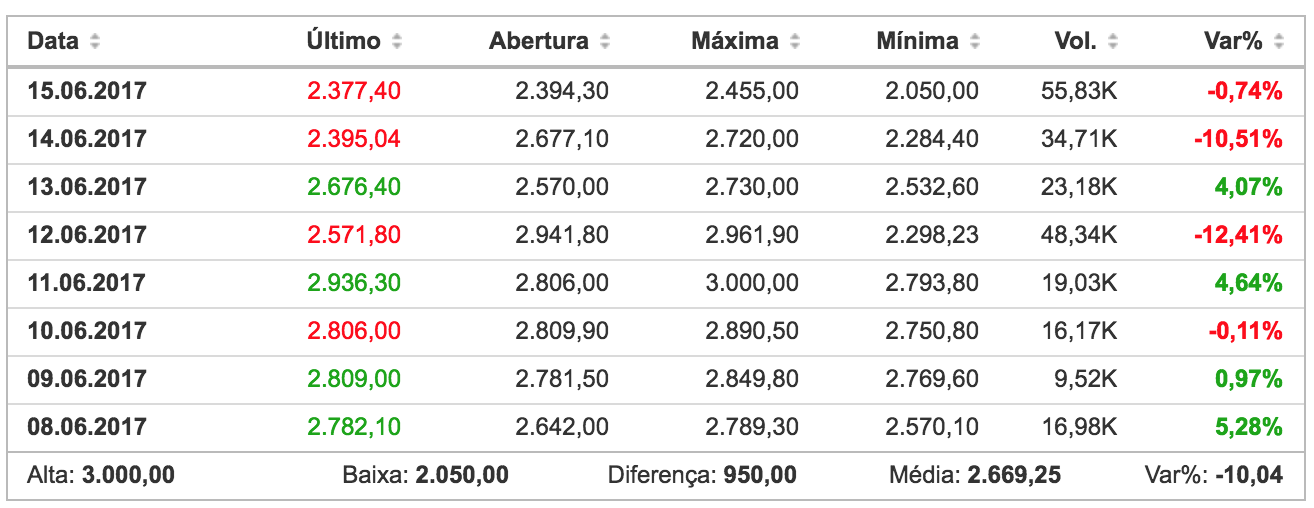 Data Último Abertura Máxima Mínima Vol. Var%
15.06.2017 2.377,40 2.394,30 2.455,00 2.050,00 55,83K -0,74%
14.06.2017 2.395,04 2.677,10 2.720,00 2.284,40 34,71K -10,51%
13.06.2017 2.676,40 2.570,00 2.730,00 2.532,60 23,18K 4,07%
12.06.2017 2.571,80 2.941,80 2.961,90 2.298,23 48,34K -12,41%
11.06.2017 2.936,30 2.806,00 3.000,00 2.793,80 19,03K 4,64%
10.06.2017 2.806,00 2.809,90 2.890,50 2.750,80 16,17K -0,11%
09.06.2017 2.809,00 2.781,50 2.849,80 2.769,60 9,52K 0,97%
08.06.2017 2.782,10 2.642,00 2.789,30 2.570,10 16,98K 5,28%
Alta: 3.000,00 Baixa: 2.050,00 Diferença: 950,00 Média: 2.669,25 Var%: -10,04